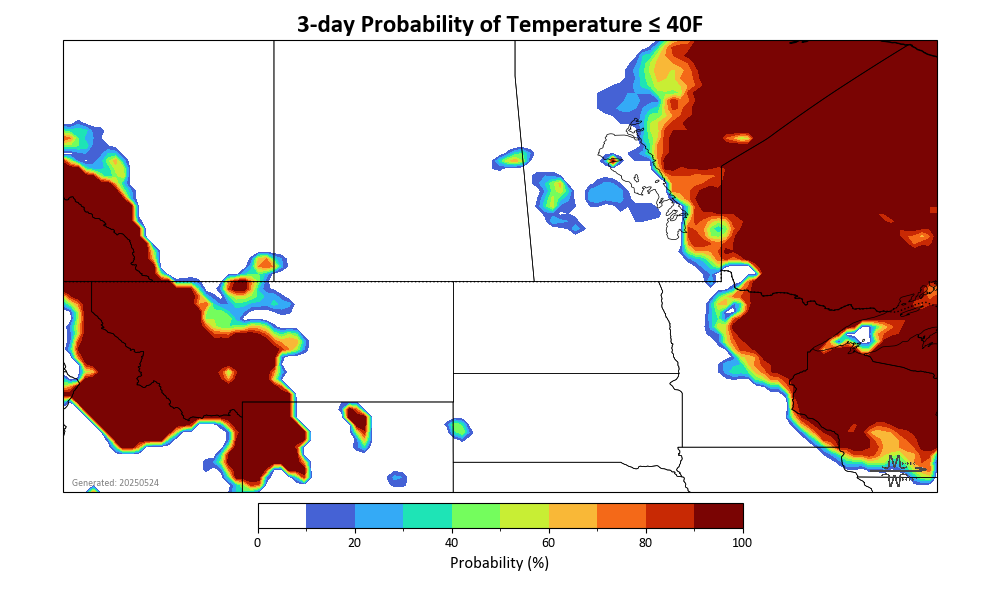 3-day Probability of Temperature ≤ 40F
Generated: 20250524
0 20 40 60 80 100
Probability (%)